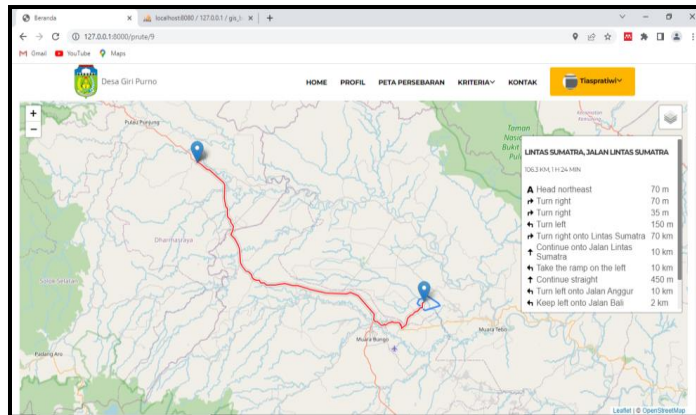 Beranda
localhost:8080 / 127.0.0.1 / gis_l
127.0.0.1:8000/prute/9
Gmail YouTube Maps
Desa Giri Purno
HOME PROFIL PETA PERSEBARAN KRITERIA KONTAK Tiaspratiwi
+
−
Pulau Punjung
Dharmasraya
Solok Selatan
Padang Aro
Muara Bungo
Muara Tebo
Taman
LINTAS SUMATRA, JALAN LINTAS SUMATRA
106.3 KM, 1 H 24 MIN
Head northeast 70 m
Turn right 70 m
Turn right 35 m
Turn left 150 m
Turn right onto Lintas Sumatra 70 km
Continue onto Jalan Lintas
Sumatra 10 km
Take the ramp on the left 10 km
Continue straight 450 m
Turn left onto Jalan Anggur 10 km
Keep left onto Jalan Bali 2 km
Leaflet | © OpenStreetMap